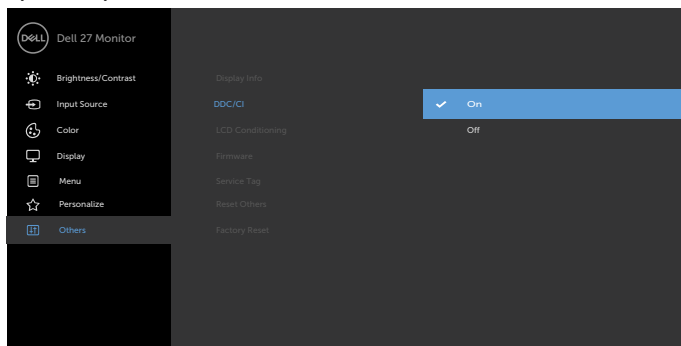 DELL Dell 27 Monitor
Brightness/Contrast Display Info
Input Source DDC/CI On
Color LCD Conditioning Off
Display Firmware
Menu Service Tag
Personalize Reset Others
Others Factory Reset